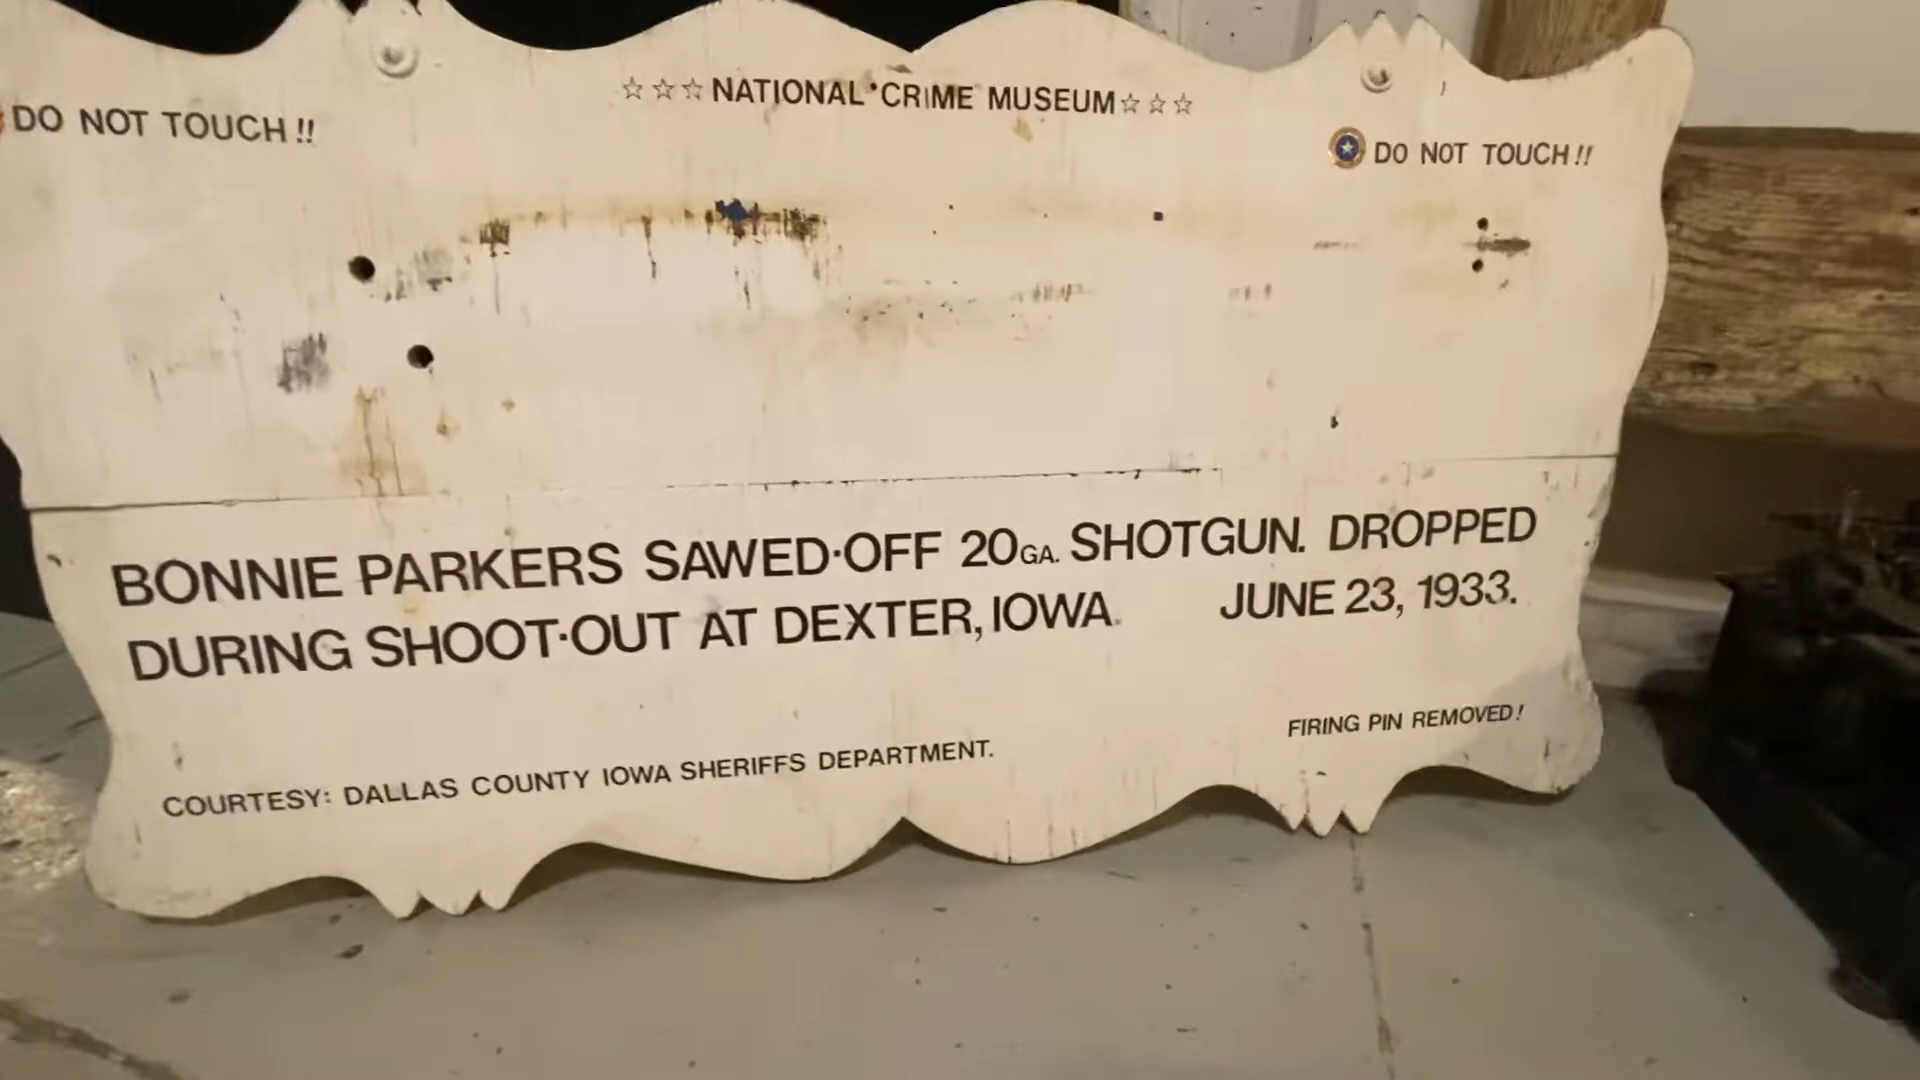 ☆☆☆ NATIONAL CRIME MUSEUM ☆☆☆
DO NOT TOUCH!!
DO NOT TOUCH!!
BONNIE PARKERS SAWED-OFF 20GA. SHOTGUN. DROPPED
DURING SHOOT-OUT AT DEXTER, IOWA. JUNE 23, 1933.
FIRING PIN REMOVED!
COURTESY: DALLAS COUNTY IOWA SHERIFFS DEPARTMENT.